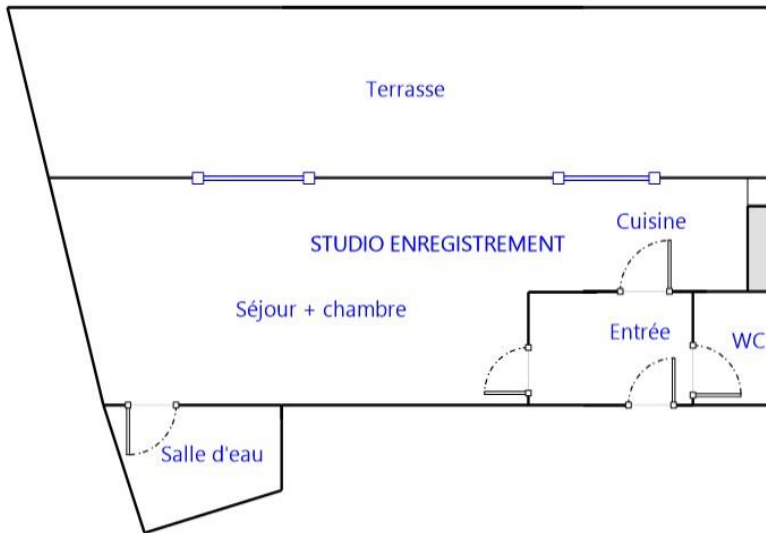 Terrasse
Cuisine
STUDIO ENREGISTREMENT
Séjour + chambre
Entrée
WC
Salle d'eau